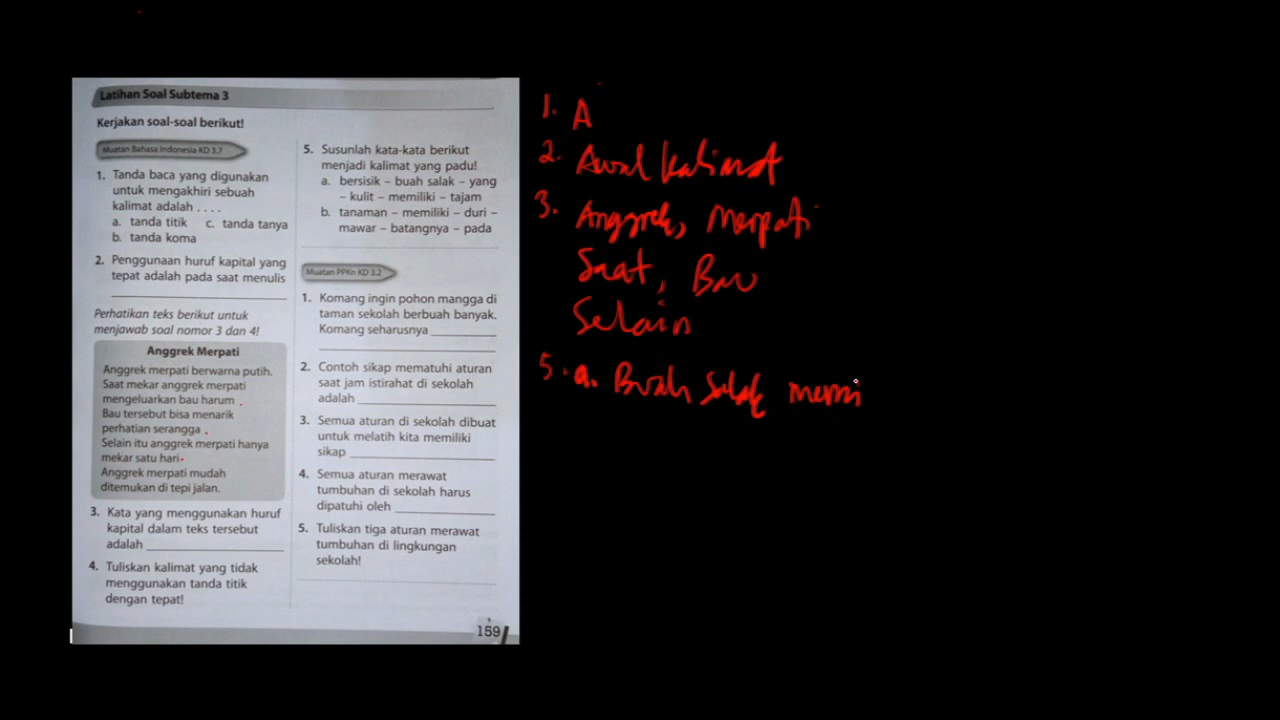 Latihan Soal Subtema 3
Kerjakan soal-soal berikut!
Muatan Bahasa Indonesia KD 3.7
1. Tanda baca yang digunakan
untuk mengakhiri sebuah
kalimat adalah . . . .
a. tanda titik c. tanda tanya
b. tanda koma
2. Penggunaan huruf kapital yang
tepat adalah pada saat menulis
Perhatikan teks berikut untuk
menjawab soal nomor 3 dan 4!
Anggrek Merpati
Anggrek merpati berwarna putih.
Saat mekar anggrek merpati
mengeluarkan bau harum .
Bau tersebut bisa menarik
perhatian serangga .
Selain itu anggrek merpati hanya
mekar satu hari.
Anggrek merpati mudah
ditemukan di tepi jalan.
3. Kata yang menggunakan huruf
kapital dalam teks tersebut
adalah
4. Tuliskan kalimat yang tidak
menggunakan tanda titik
dengan tepat!
5. Susunlah kata-kata berikut
menjadi kalimat yang padu!
a. bersisik – buah salak – yang
– kulit – memiliki – tajam
b. tanaman – memiliki – duri –
mawar – batangnya – pada
Muatan PPKn KD 3.2
1. Komang ingin pohon mangga di
taman sekolah berbuah banyak.
Komang seharusnya
2. Contoh sikap mematuhi aturan
saat jam istirahat di sekolah
adalah
3. Semua aturan di sekolah dibuat
untuk melatih kita memiliki
sikap
4. Semua aturan merawat
tumbuhan di sekolah harus
dipatuhi oleh
5. Tuliskan tiga aturan merawat
tumbuhan di lingkungan
sekolah!
159
1. A
2. Awal kalimat
3. Anggrek, Merpati
Saat, Bau
Selain
5. a. Buah Salak memi